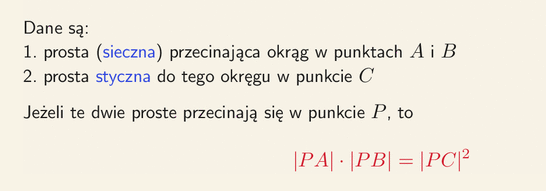 Dane są:
1. prosta (sieczna) przecinająca okrąg w punktach A i B
2. prosta styczna do tego okręgu w punkcie C
Jeżeli te dwie proste przecinają się w punkcie P, to
|PA| · |PB| = |PC|²